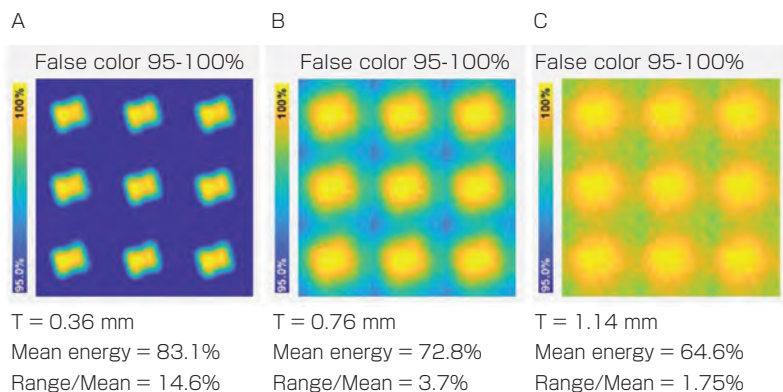 A
False color 95-100%
100%
95.0%
T = 0.36 mm
Mean energy = 83.1%
Range/Mean = 14.6%
B
False color 95-100%
100%
95.0%
T = 0.76 mm
Mean energy = 72.8%
Range/Mean = 3.7%
C
False color 95-100%
100%
95.0%
T = 1.14 mm
Mean energy = 64.6%
Range/Mean = 1.75%